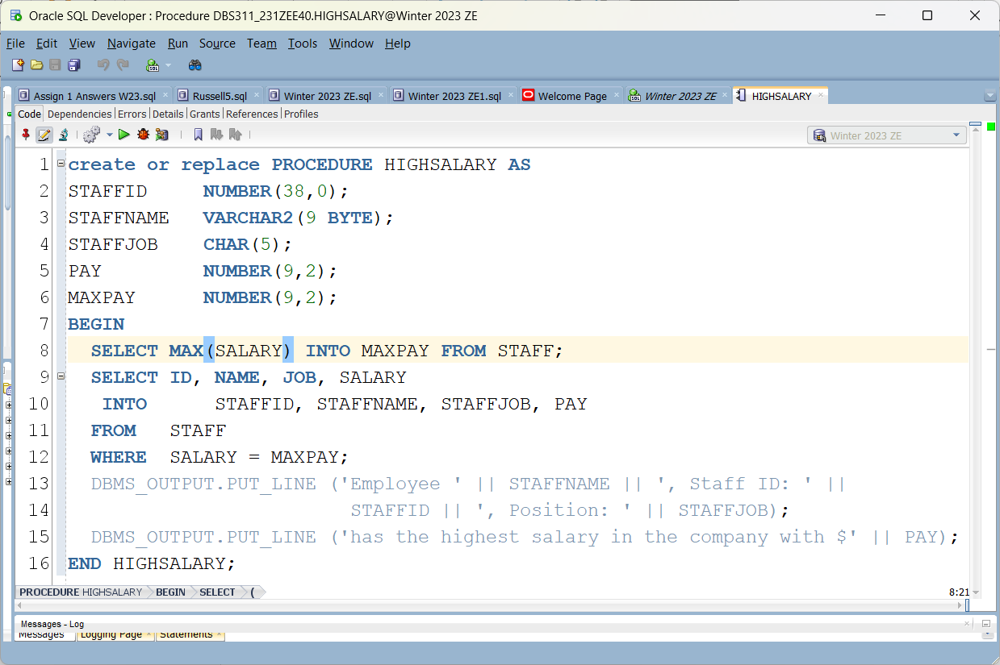 Oracle SQL Developer : Procedure DBS311_231ZEE40.HIGHSALARY@Winter 2023 ZE
File Edit View Navigate Run Source Team Tools Window Help
Assign 1 Answers W23.sql Russell5.sql Winter 2023 ZE.sql Winter 2023 ZE1.sql Welcome Page Winter 2023 ZE HIGHSALARY
Code Dependencies Errors Details Grants References Profiles
Winter 2023 ZE
1 create or replace PROCEDURE HIGHSALARY AS
2 STAFFID     NUMBER(38,0);
3 STAFFNAME   VARCHAR2(9 BYTE);
4 STAFFJOB    CHAR(5);
5 PAY         NUMBER(9,2);
6 MAXPAY      NUMBER(9,2);
7 BEGIN
8   SELECT MAX(SALARY) INTO MAXPAY FROM STAFF;
9   SELECT ID, NAME, JOB, SALARY
10    INTO      STAFFID, STAFFNAME, STAFFJOB, PAY
11   FROM   STAFF
12   WHERE  SALARY = MAXPAY;
13   DBMS_OUTPUT.PUT_LINE ('Employee ' || STAFFNAME || ', Staff ID: ' ||
14                          STAFFID || ', Position: ' || STAFFJOB);
15   DBMS_OUTPUT.PUT_LINE ('has the highest salary in the company with $' || PAY);
16 END HIGHSALARY;
PROCEDURE HIGHSALARY BEGIN SELECT ( 8:21
Messages - Log
Messages Logging Page Statements